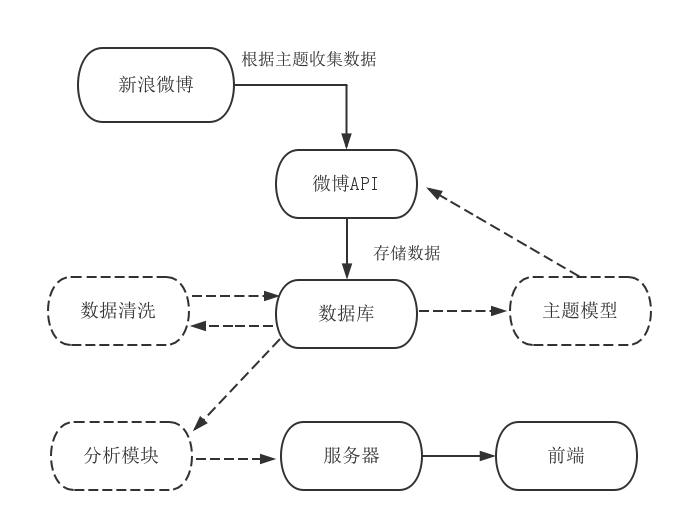 根据主题收集数据
新浪微博
微博API
存储数据
数据清洗
数据库
主题模型
分析模块
服务器
前端